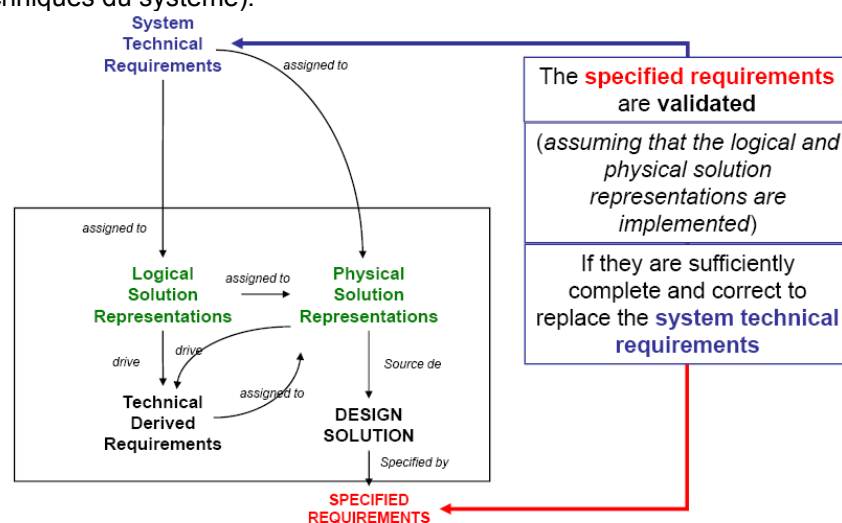 chniques du système).
System
Technical
Requirements
assigned to
The specified requirements
are validated
(assuming that the logical and
physical solution
representations are
implemented)
If they are sufficiently
complete and correct to
replace the system technical
requirements
assigned to
Logical
Solution
Representations
assigned to
Physical
Solution
Representations
drive
drive
Source de
assigned to
Technical
Derived
Requirements
DESIGN
SOLUTION
Specified by
SPECIFIED
REQUIREMENTS